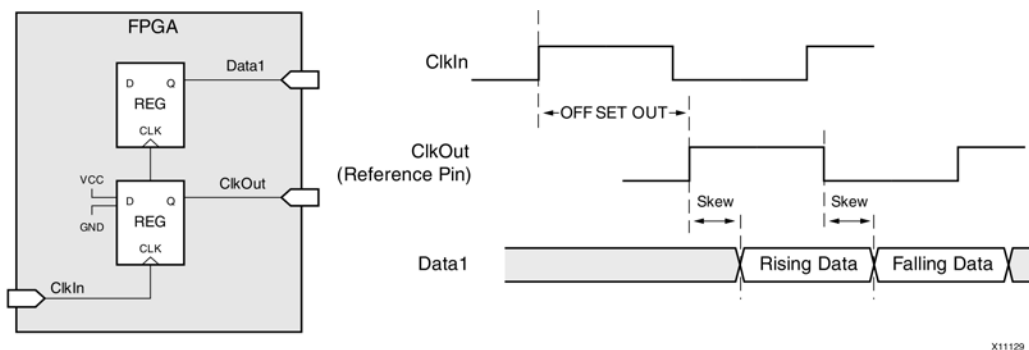 FPGA
Data1
D Q
REG
CLK
VCC
ClkOut
D Q
REG
GND
CLK
ClkIn
ClkIn
OFFSET OUT
ClkOut
(Reference Pin)
Skew Skew
Data1 Rising Data Falling Data
X11129